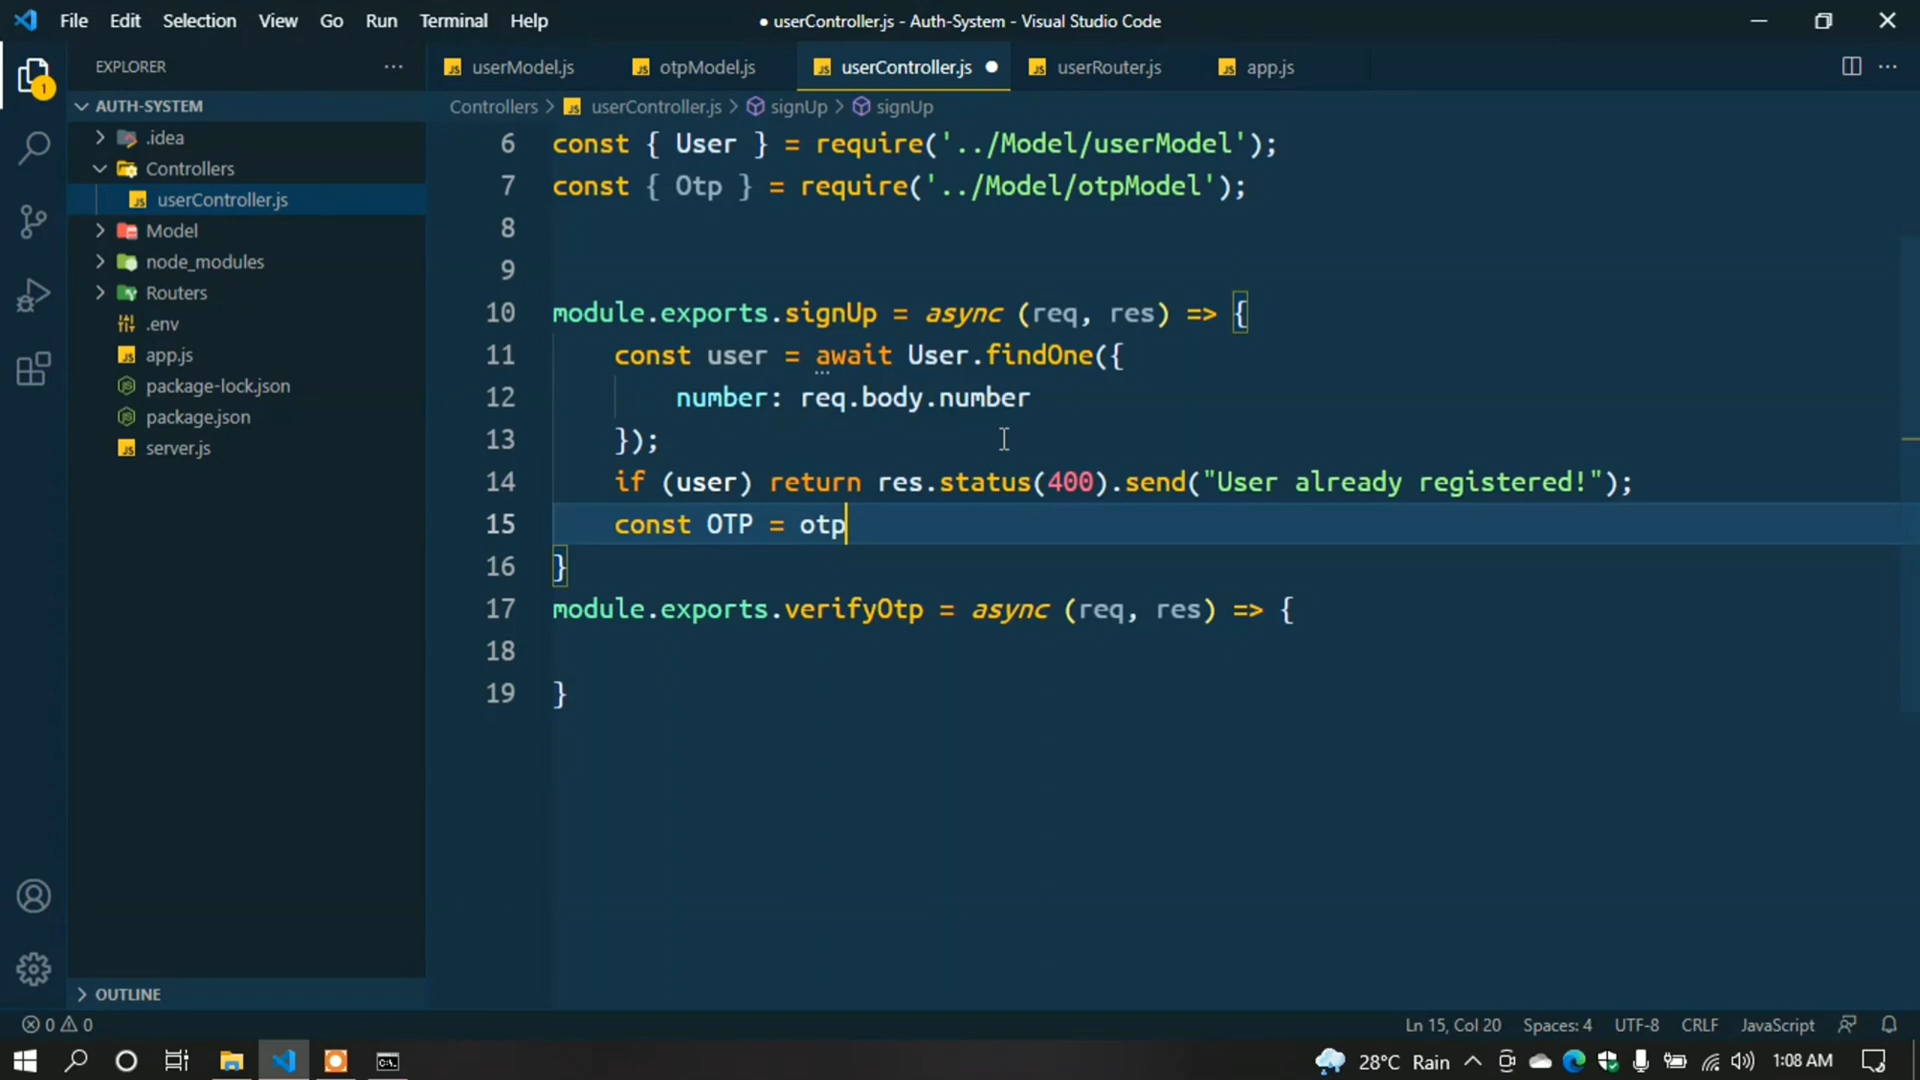 File Edit Selection View Go Run Terminal Help
● userController.js - Auth-System - Visual Studio Code
1
EXPLORER
AUTH-SYSTEM
.idea
Controllers
userController.js
Model
node_modules
Routers
.env
app.js
package-lock.json
package.json
server.js
OUTLINE
userModel.js otpModel.js userController.js userRouter.js app.js
Controllers > userController.js > signUp > signUp
6 const { User } = require('../Model/userModel');
7 const { Otp } = require('../Model/otpModel');
8
9
10 module.exports.signUp = async (req, res) => {
11 const user = await User.findOne({
12 number: req.body.number
13 });
14 if (user) return res.status(400).send("User already registered!");
15 const OTP = otp
16 }
17 module.exports.verifyOtp = async (req, res) => {
18
19 }
0 0 Ln 15, Col 20 Spaces: 4 UTF-8 CRLF JavaScript
28°C Rain 1:08 AM